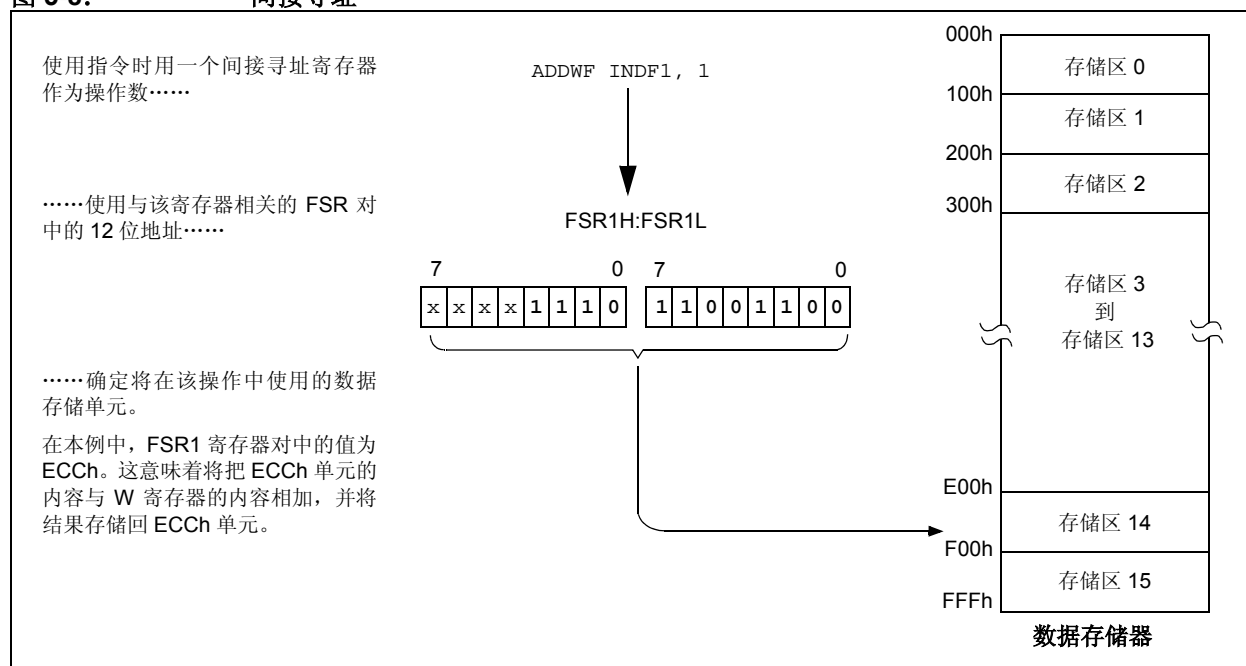 使用指令时用一个间接寻址寄存器
作为操作数……
ADDWF INDF1, 1
……使用与该寄存器相关的 FSR 对
中的 12 位地址……
FSR1H:FSR1L
7 0 7 0
x x x x 1 1 1 0 1 1 0 0 1 1 0 0
……确定将在该操作中使用的数据
存储单元。
在本例中，FSR1 寄存器对中的值为
ECCh。这意味着将把 ECCh 单元的
内容与 W 寄存器的内容相加，并将
结果存储回 ECCh 单元。
000h
存储区 0
100h
存储区 1
200h
存储区 2
300h
存储区 3
到
存储区 13
E00h
存储区 14
F00h
存储区 15
FFFh
数据存储器